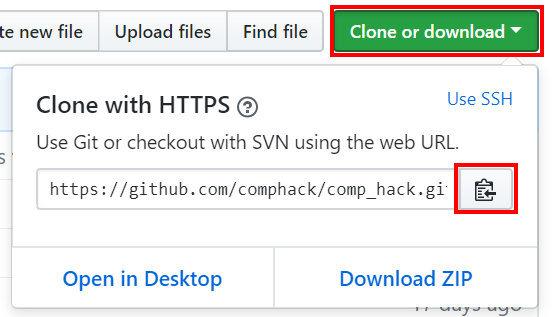 te new file Upload files Find file Clone or download
Clone with HTTPS ?
Use SSH
Use Git or checkout with SVN using the web URL.
https://github.com/comphack/comp_hack.gi
Open in Desktop Download ZIP
17 days ago